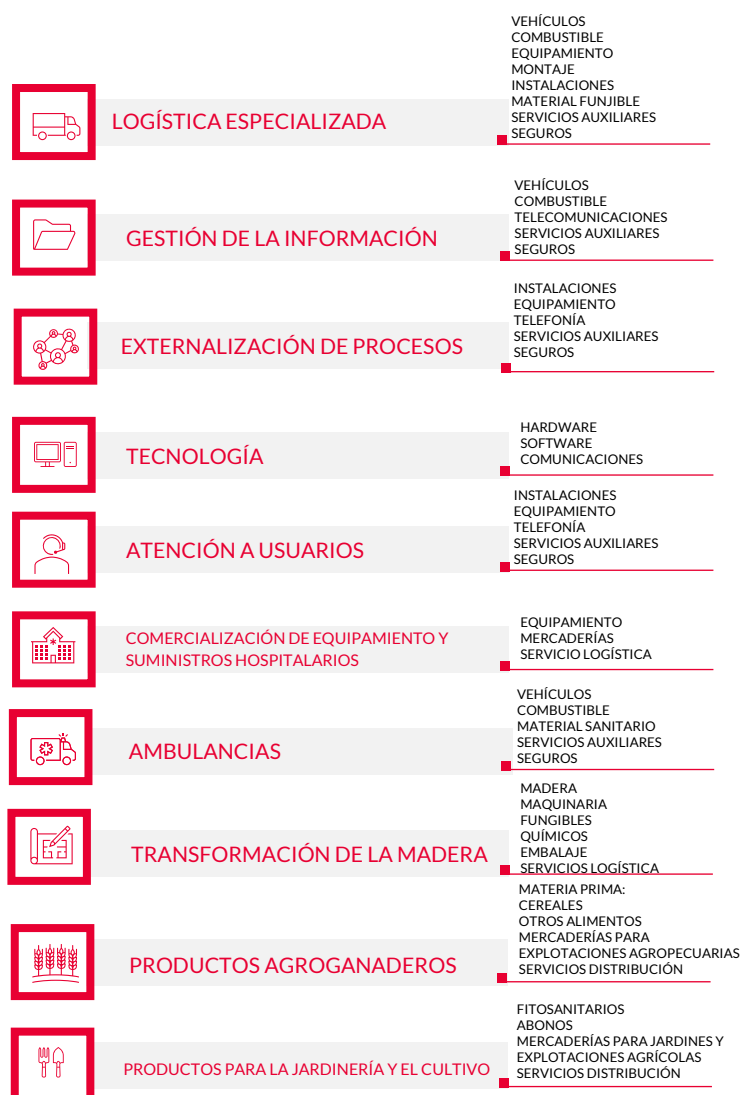 LOGÍSTICA ESPECIALIZADA
VEHÍCULOS
COMBUSTIBLE
EQUIPAMIENTO
MONTAJE
INSTALACIONES
MATERIAL FUNJIBLE
SERVICIOS AUXILIARES
SEGUROS
GESTIÓN DE LA INFORMACIÓN
VEHÍCULOS
COMBUSTIBLE
TELECOMUNICACIONES
SERVICIOS AUXILIARES
SEGUROS
EXTERNALIZACIÓN DE PROCESOS
INSTALACIONES
EQUIPAMIENTO
TELEFONÍA
SERVICIOS AUXILIARES
SEGUROS
TECNOLOGÍA
HARDWARE
SOFTWARE
COMUNICACIONES
ATENCIÓN A USUARIOS
INSTALACIONES
EQUIPAMIENTO
TELEFONÍA
SERVICIOS AUXILIARES
SEGUROS
COMERCIALIZACIÓN DE EQUIPAMIENTO Y
SUMINISTROS HOSPITALARIOS
EQUIPAMIENTO
MERCADERÍAS
SERVICIO LOGÍSTICA
AMBULANCIAS
VEHÍCULOS
COMBUSTIBLE
MATERIAL SANITARIO
SERVICIOS AUXILIARES
SEGUROS
TRANSFORMACIÓN DE LA MADERA
MADERA
MAQUINARIA
FUNGIBLES
QUÍMICOS
EMBALAJE
SERVICIOS LOGÍSTICA
PRODUCTOS AGROGANADEROS
MATERIA PRIMA:
CEREALES
OTROS ALIMENTOS
MERCADERÍAS PARA
EXPLOTACIONES AGROPECUARIAS
SERVICIOS DISTRIBUCIÓN
PRODUCTOS PARA LA JARDINERÍA Y EL CULTIVO
FITOSANITARIOS
ABONOS
MERCADERÍAS PARA JARDINES Y
EXPLOTACIONES AGRÍCOLAS
SERVICIOS DISTRIBUCIÓN